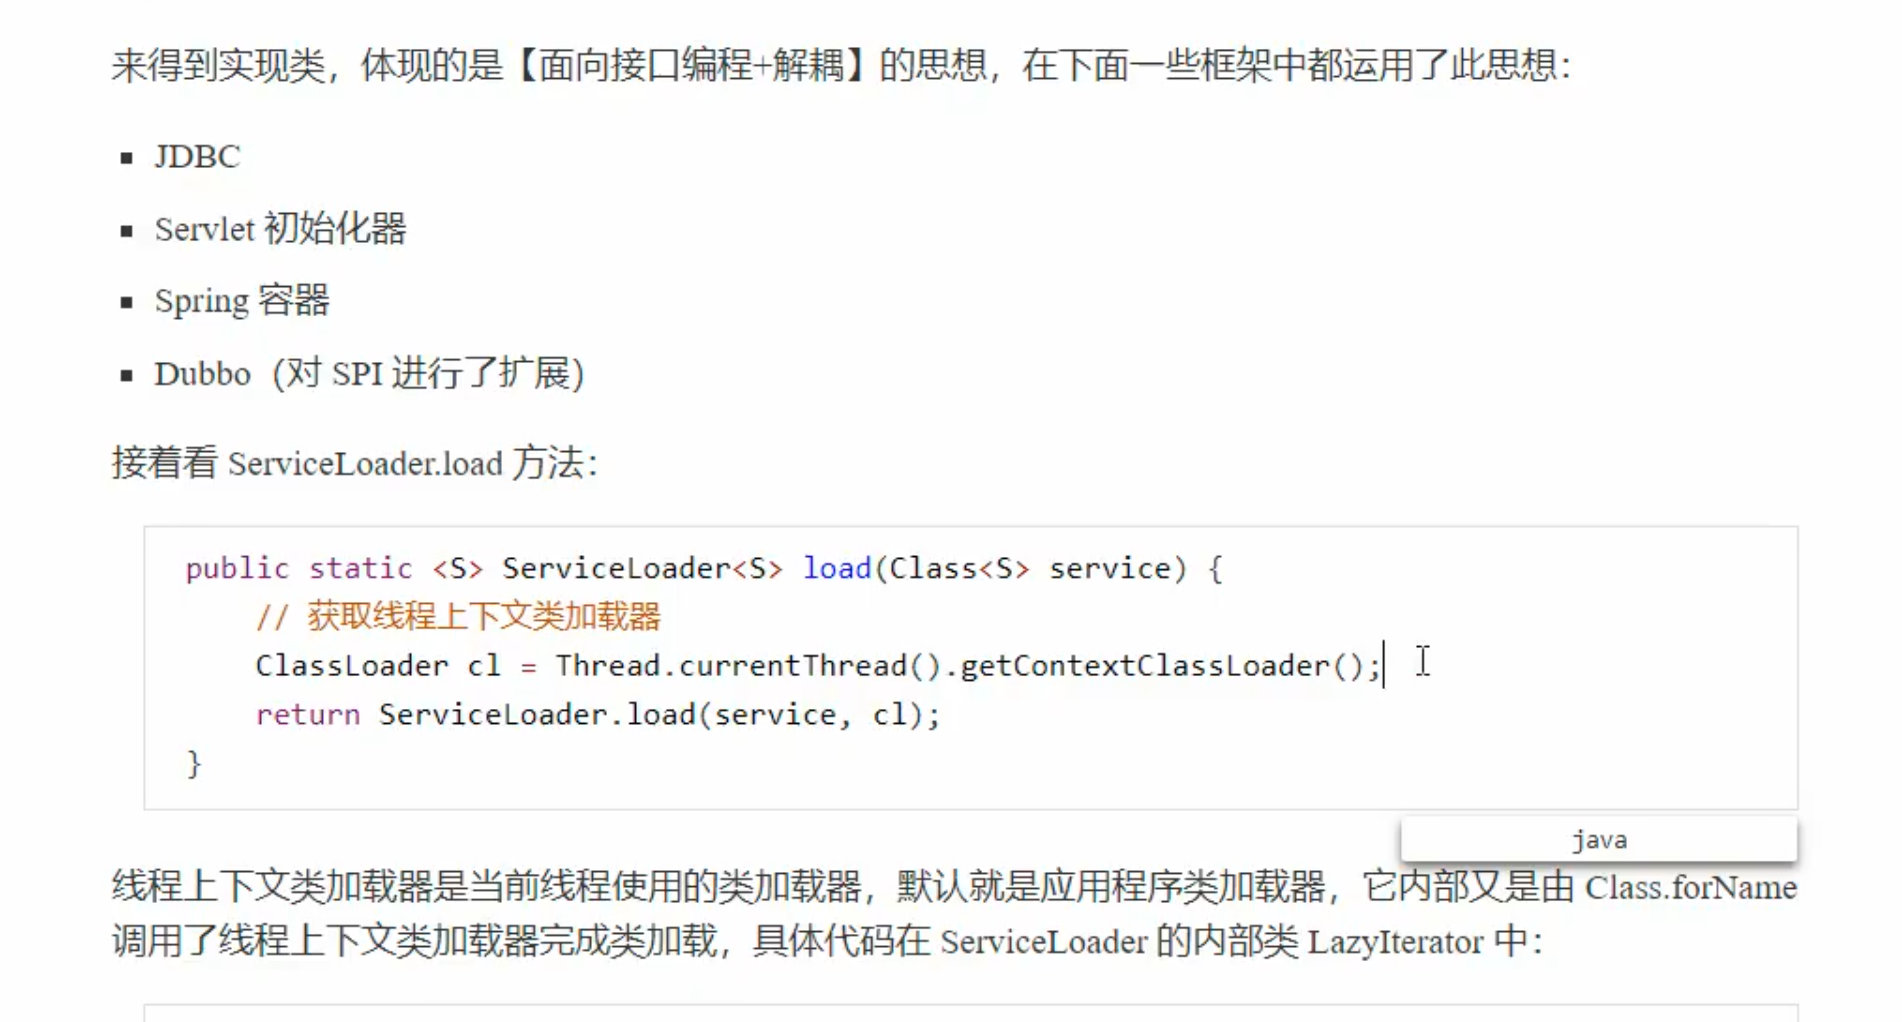 来得到实现类，体现的是【面向接口编程+解耦】的思想，在下面一些框架中都运用了此思想：
▪ JDBC
▪ Servlet 初始化器
▪ Spring 容器
▪ Dubbo（对 SPI 进行了扩展）
接着看 ServiceLoader.load 方法：
public static <S> ServiceLoader<S> load(Class<S> service) {
    // 获取线程上下文类加载器
    ClassLoader cl = Thread.currentThread().getContextClassLoader();
    return ServiceLoader.load(service, cl);
}
java
线程上下文类加载器是当前线程使用的类加载器，默认就是应用程序类加载器，它内部又是由 Class.forName
调用了线程上下文类加载器完成类加载，具体代码在 ServiceLoader 的内部类 LazyIterator 中：